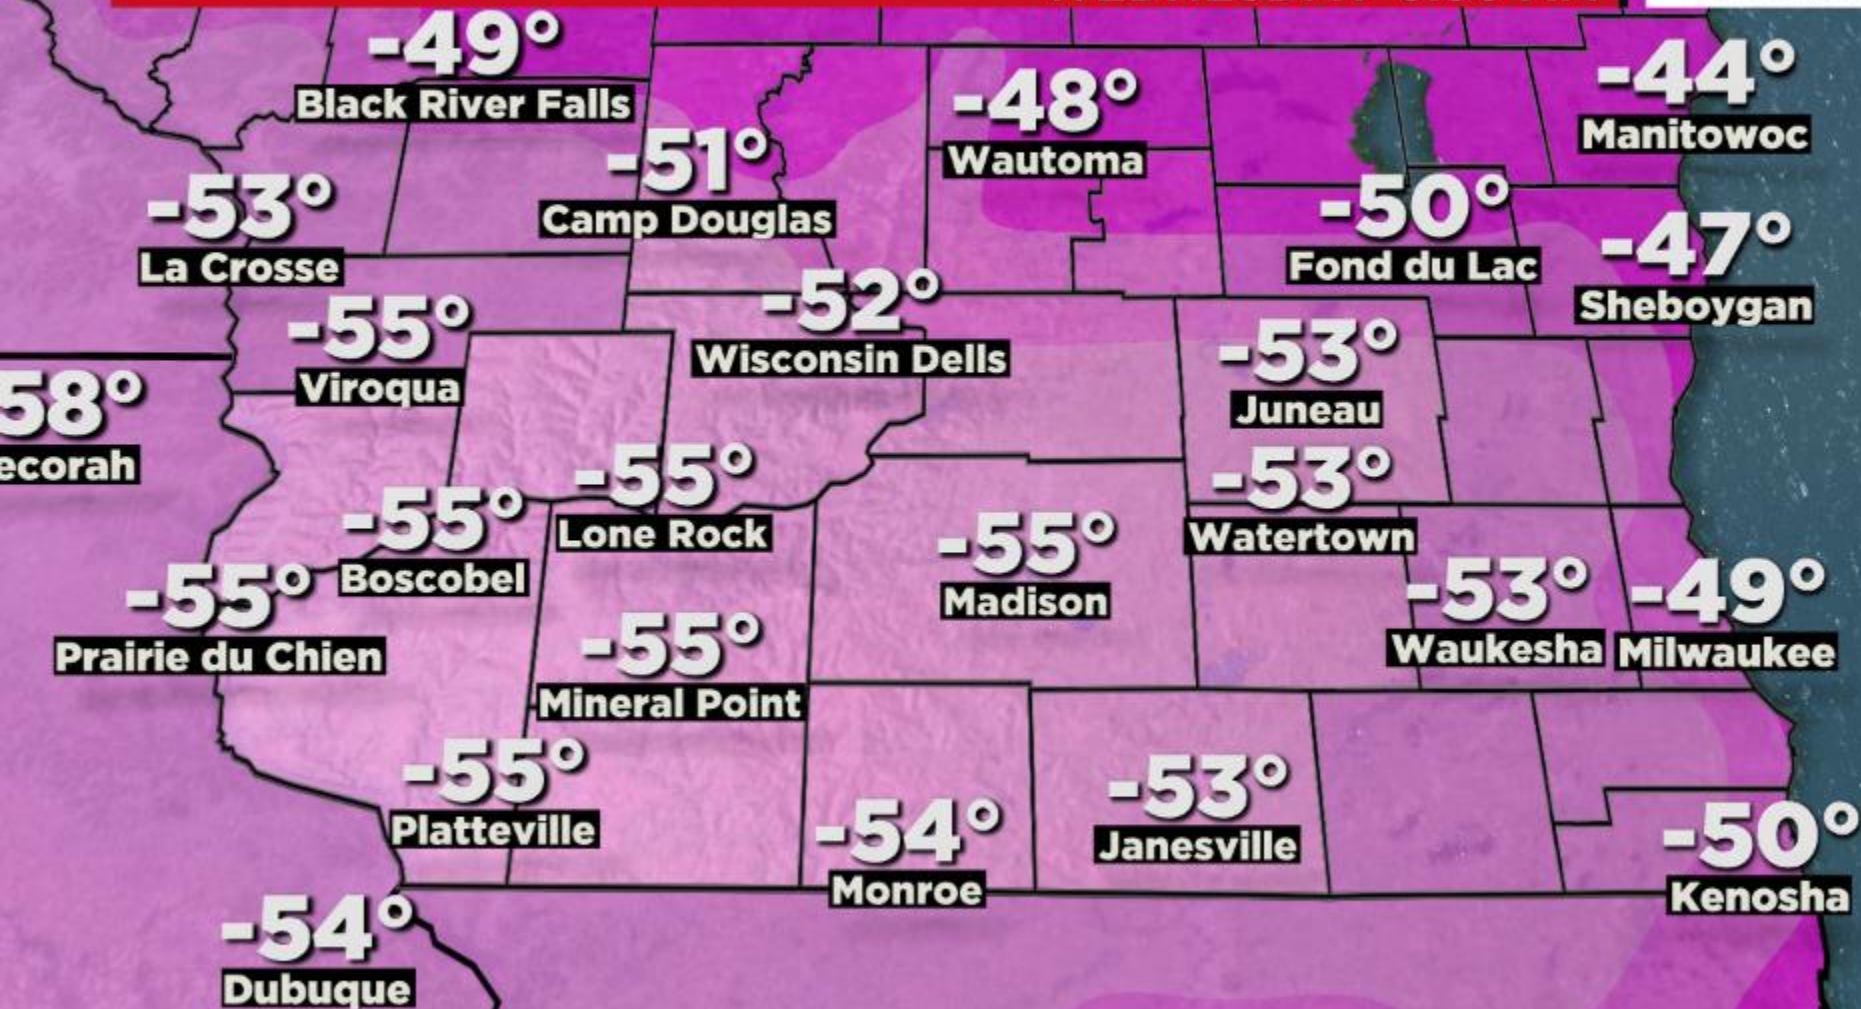 -49°
Black River Falls
-48°
Wautoma
-44°
Manitowoc
-51°
Camp Douglas
-53°
La Crosse
-50°
Fond du Lac
-47°
Sheboygan
-55°
Viroqua
-52°
Wisconsin Dells
-53°
Juneau
58°
ecorah
-55°
Lone Rock
-53°
Watertown
-55°
Boscobel
-55°
Madison
-55°
Prairie du Chien
-53°
Waukesha
-49°
Milwaukee
-55°
Mineral Point
-55°
Platteville
-54°
Monroe
-53°
Janesville
-50°
Kenosha
-54°
Dubuque